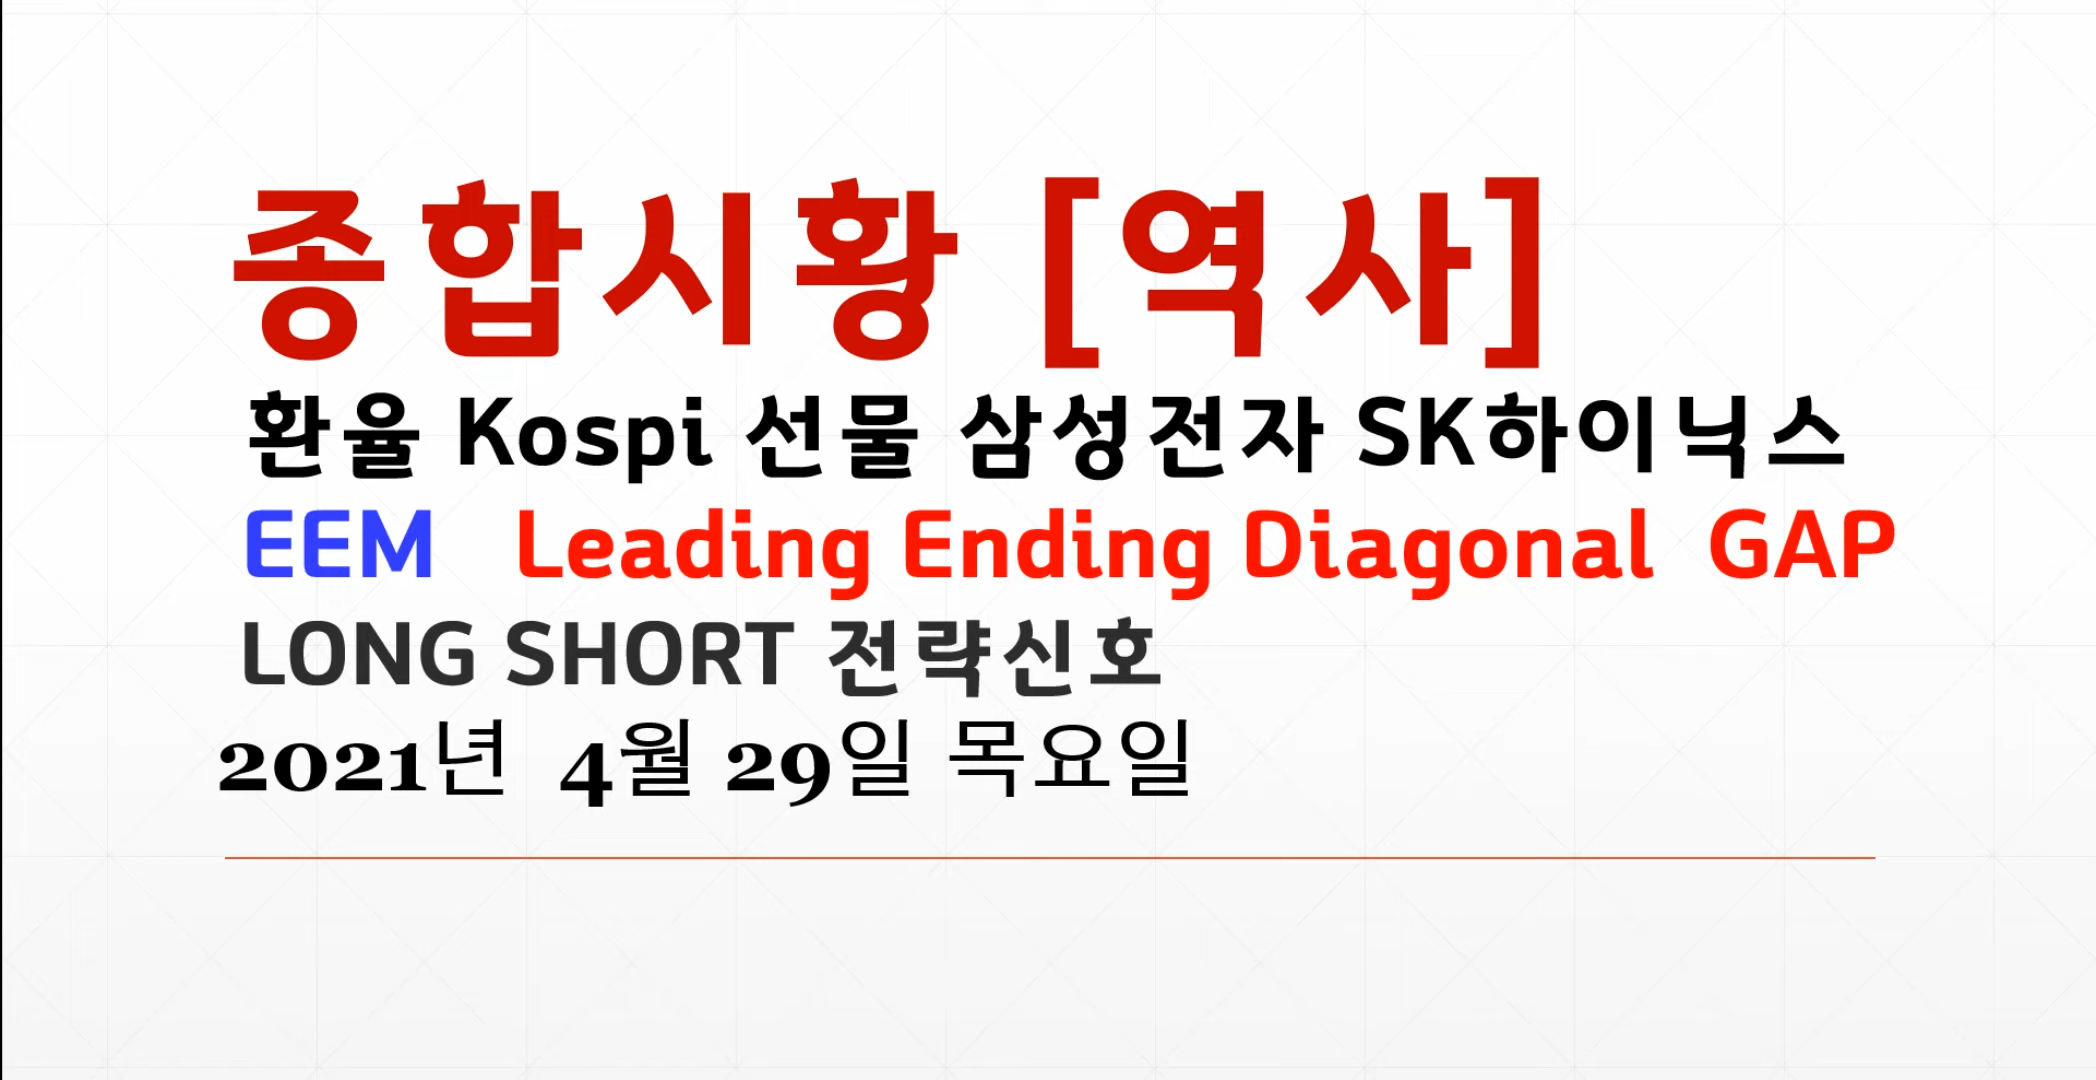 종합시황 [역사]
환율 Kospi 선물 삼성전자 SK하이닉스
EEM Leading Ending Diagonal GAP
LONG SHORT 전략신호
2021년 4월 29일 목요일